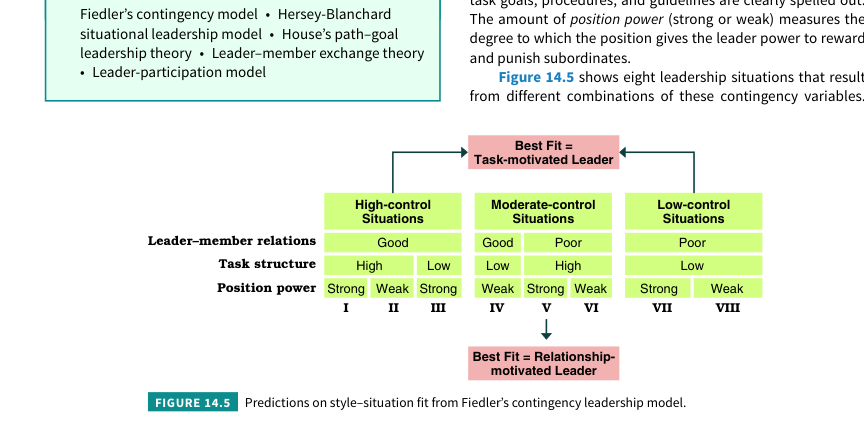 Fiedler's contingency model • Hersey-Blanchard
situational leadership model • House's path–goal
leadership theory • Leader–member exchange theory
• Leader-participation model
task goals, procedures, and guidelines are clearly spelled out.
The amount of position power (strong or weak) measures the
degree to which the position gives the leader power to reward
and punish subordinates.
Figure 14.5 shows eight leadership situations that result
from different combinations of these contingency variables.
Best Fit =
Task-motivated Leader
High-control
Situations
Moderate-control
Situations
Low-control
Situations
Leader–member relations Good Good Poor Poor
Task structure High Low Low High Low
Position power Strong Weak Strong Weak Strong Weak Strong Weak
I II III IV V VI VII VIII
Best Fit = Relationship-
motivated Leader
FIGURE 14.5 Predictions on style–situation fit from Fiedler's contingency leadership model.